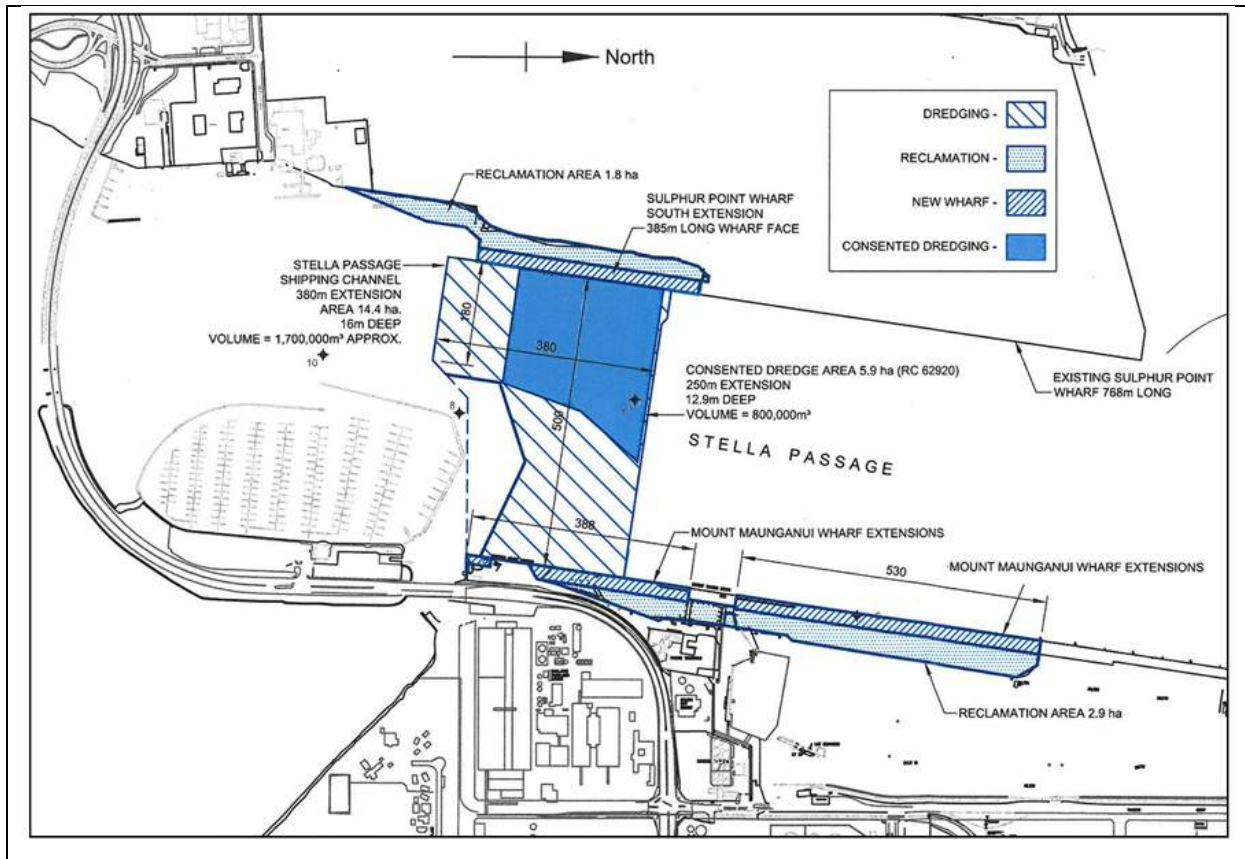 North
DREDGING -
RECLAMATION -
NEW WHARF -
CONSENTED DREDGING -
RECLAMATION AREA 1.8 ha
SULPHUR POINT WHARF
SOUTH EXTENSION
385m LONG WHARF FACE
STELLA PASSAGE
SHIPPING CHANNEL
380m EXTENSION
AREA 14.4 ha.
16m DEEP
VOLUME = 1,700,000m³ APPROX.
10
180
380
509
8
CONSENTED DREDGE AREA 5.9 ha (RC 62920)
250m EXTENSION
12.9m DEEP
VOLUME = 800,000m³
EXISTING SULPHUR POINT
WHARF 768m LONG
STELLA PASSAGE
388
MOUNT MAUNGANUI WHARF EXTENSIONS
530
MOUNT MAUNGANUI WHARF EXTENSIONS
RECLAMATION AREA 2.9 ha